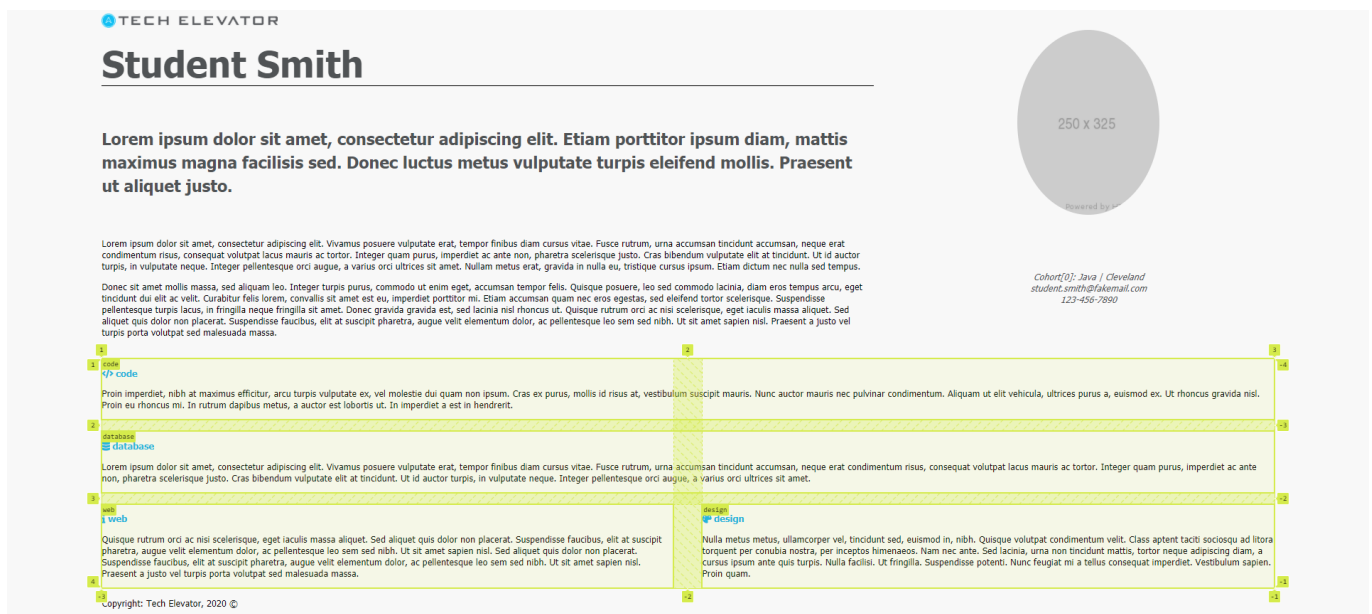 TECH ELEVATOR
Student Smith
250 x 325
Powered by H
Lorem ipsum dolor sit amet, consectetur adipiscing elit. Etiam porttitor ipsum diam, mattis
maximus magna facilisis sed. Donec luctus metus vulputate turpis eleifend mollis. Praesent
ut aliquet justo.
Lorem ipsum dolor sit amet, consectetur adipiscing elit. Vivamus posuere vulputate erat, tempor finibus diam cursus vitae. Fusce rutrum, urna accumsan tincidunt accumsan, neque erat
condimentum risus, consequat volutpat lacus mauris ac tortor. Integer quam purus, imperdiet ac ante non, pharetra scelerisque justo. Cras bibendum vulputate elit at tincidunt. Ut id auctor
turpis, in vulputate neque. Integer pellentesque orci augue, a varius orci ultrices sit amet. Nullam metus erat, gravida in nulla eu, tristique cursus ipsum. Etiam dictum nec nulla sed tempus.
Donec sit amet mollis massa, sed aliquam leo. Integer turpis purus, commodo ut enim eget, accumsan tempor felis. Quisque posuere, leo sed commodo lacinia, diam eros tempus arcu, eget
tincidunt dui elit ac velit. Curabitur felis lorem, convallis sit amet est eu, imperdiet porttitor mi. Etiam accumsan quam nec eros egestas, sed eleifend tortor scelerisque. Suspendisse
pellentesque turpis lacus, in fringilla neque fringilla sit amet. Donec gravida gravida est, sed lacinia nisl rhoncus ut. Quisque rutrum orci ac nisi scelerisque, eget iaculis massa aliquet. Sed
aliquet quis dolor non placerat. Suspendisse faucibus, elit at suscipit pharetra, augue velit elementum dolor, ac pellentesque leo sem sed nibh. Ut sit amet sapien nisl. Praesent a justo vel
turpis porta volutpat sed malesuada massa.
Cohort[0]: Java | Cleveland
student.smith@fakemail.com
123-456-7890
1 2 3
1 code -4
</> code
Proin imperdiet, nibh at maximus efficitur, arcu turpis vulputate ex, vel molestie dui quam non ipsum. Cras ex purus, mollis id risus at, vestibulum suscipit mauris. Nunc auctor mauris nec pulvinar condimentum. Aliquam ut elit vehicula, ultrices purus a, euismod ex. Ut rhoncus gravida nisl.
Proin eu rhoncus mi. In rutrum dapibus metus, a auctor est lobortis ut. In imperdiet a est in hendrerit.
2 -3
database
database
Lorem ipsum dolor sit amet, consectetur adipiscing elit. Vivamus posuere vulputate erat, tempor finibus diam cursus vitae. Fusce rutrum, urna accumsan tincidunt accumsan, neque erat condimentum risus, consequat volutpat lacus mauris ac tortor. Integer quam purus, imperdiet ac ante
non, pharetra scelerisque justo. Cras bibendum vulputate elit at tincidunt. Ut id auctor turpis, in vulputate neque. Integer pellentesque orci augue, a varius orci ultrices sit amet.
3 -2
web
web
Quisque rutrum orci ac nisi scelerisque, eget iaculis massa aliquet. Sed aliquet quis dolor non placerat. Suspendisse faucibus, elit at suscipit
pharetra, augue velit elementum dolor, ac pellentesque leo sem sed nibh. Ut sit amet sapien nisl. Sed aliquet quis dolor non placerat.
Suspendisse faucibus, elit at suscipit pharetra, augue velit elementum dolor, ac pellentesque leo sem sed nibh. Ut sit amet sapien nisl.
Praesent a justo vel turpis porta volutpat sed malesuada massa.
design
design
Nulla metus metus, ullamcorper vel, tincidunt sed, euismod in, nibh. Quisque volutpat condimentum velit. Class aptent taciti sociosqu ad litora
torquent per conubia nostra, per inceptos himenaeos. Nam nec ante. Sed lacinia, urna non tincidunt mattis, tortor neque adipiscing diam, a
cursus ipsum ante quis turpis. Nulla facilisi. Ut fringilla. Suspendisse potenti. Nunc feugiat mi a tellus consequat imperdiet. Vestibulum sapien.
Proin quam.
4 -1
-3 -2 -1
Copyright: Tech Elevator, 2020 ©